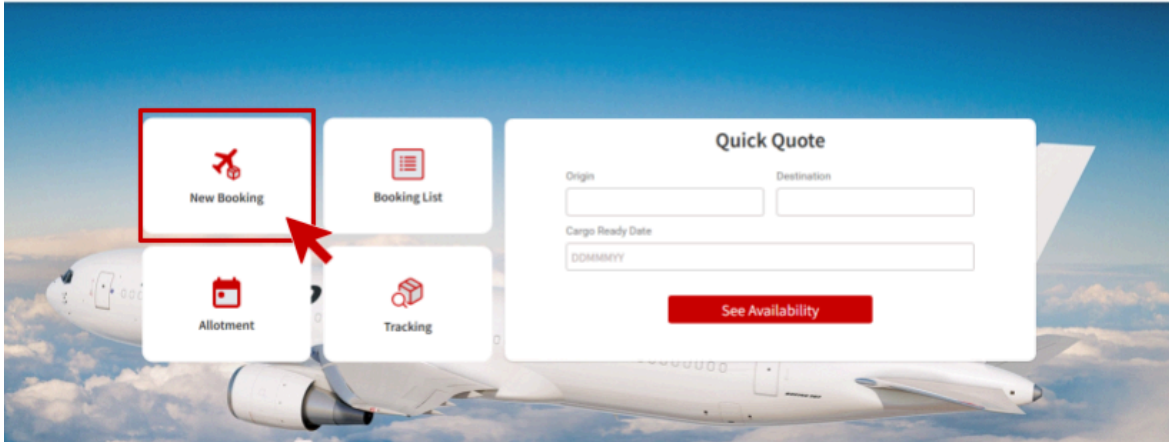 New Booking
Booking List
Allotment
Tracking
Quick Quote
Origin
Destination
Cargo Ready Date
DDMMMYY
See Availability